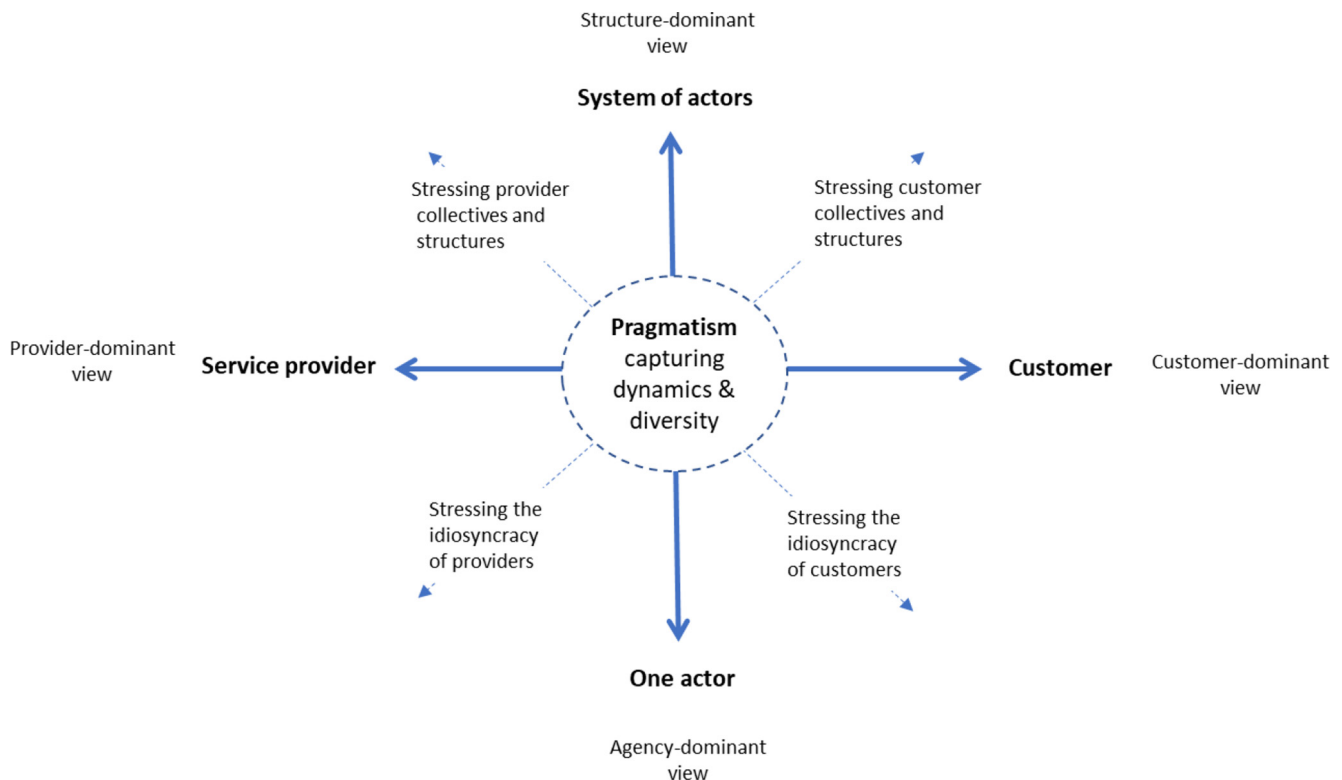 Structure-dominant
view
System of actors
Stressing provider
collectives and
structures
Stressing customer
collectives and
structures
Provider-dominant
view
Service provider
Pragmatism
capturing
dynamics &
diversity
Customer
Customer-dominant
view
Stressing the
idiosyncracy
of providers
Stressing the
idiosyncracy
of customers
One actor
Agency-dominant
view